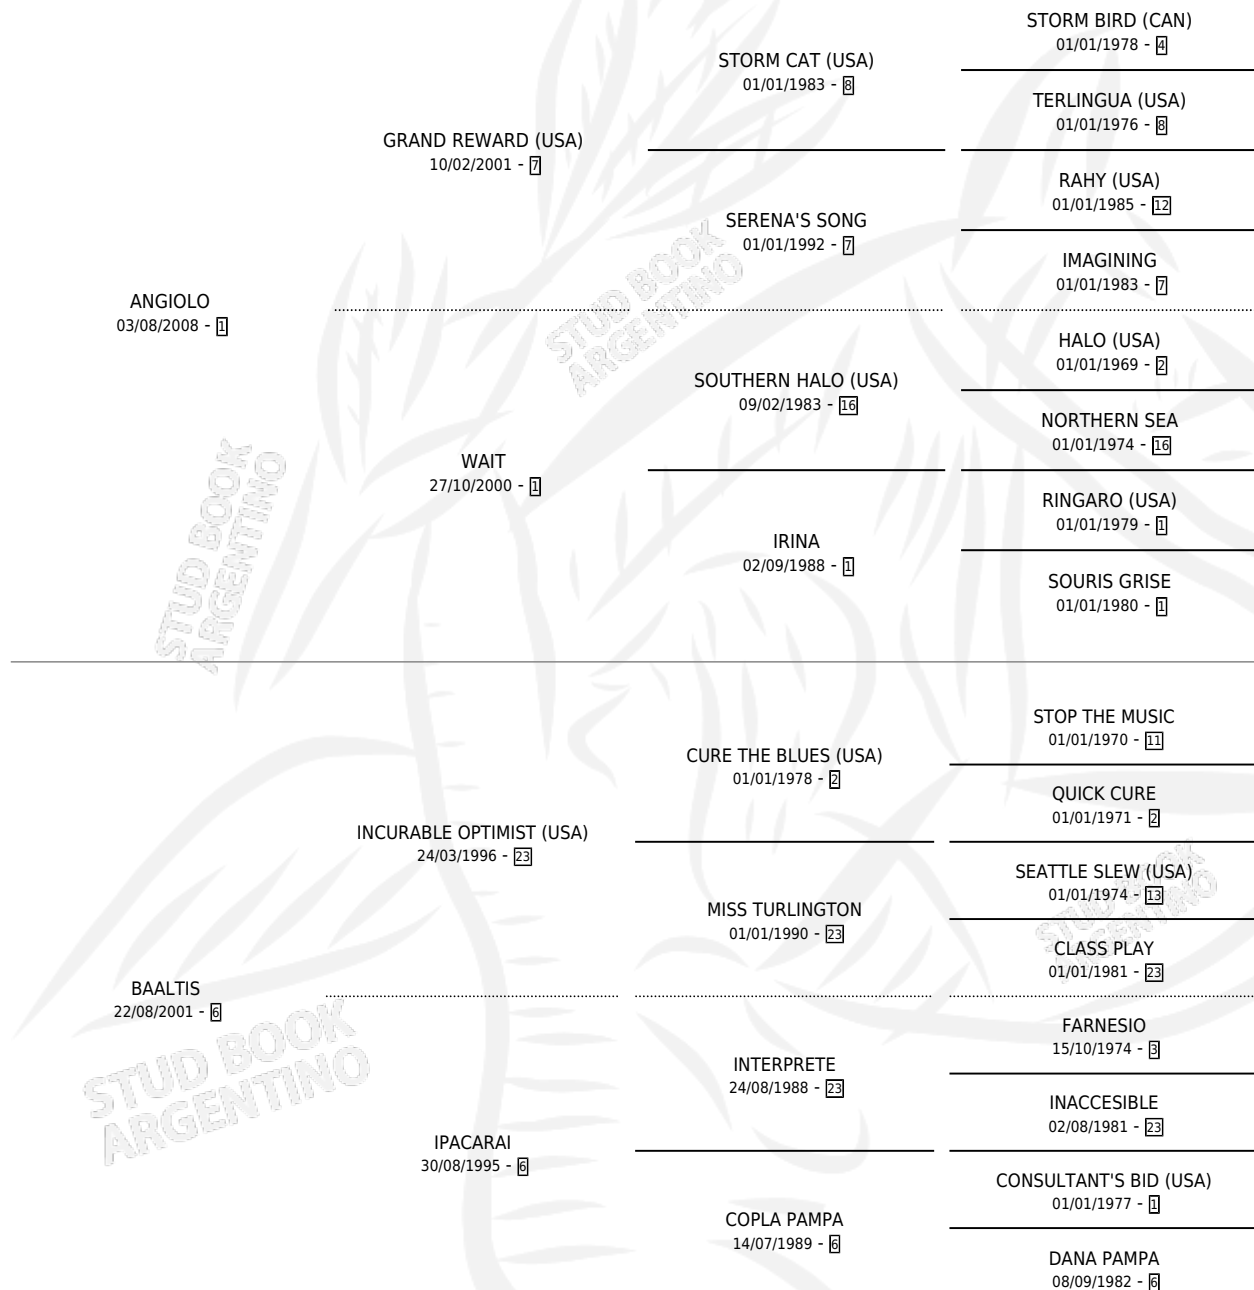 STORM BIRD (CAN)
01/01/1978 - 4
STORM CAT (USA)
01/01/1983 - 8
TERLINGUA (USA)
01/01/1976 - 8
GRAND REWARD (USA)
10/02/2001 - 7
RAHY (USA)
01/01/1985 - 12
SERENA'S SONG
01/01/1992 - 7
IMAGINING
01/01/1983 - 7
ANGIOLO
03/08/2008 - 1
HALO (USA)
01/01/1969 - 2
SOUTHERN HALO (USA)
09/02/1983 - 16
NORTHERN SEA
01/01/1974 - 16
WAIT
27/10/2000 - 1
RINGARO (USA)
01/01/1979 - 1
IRINA
02/09/1988 - 1
SOURIS GRISE
01/01/1980 - 1
STUD BOOK
ARGENTINO
STUD BOOK
ARGENTINO
STOP THE MUSIC
01/01/1970 - 11
CURE THE BLUES (USA)
01/01/1978 - 2
QUICK CURE
01/01/1971 - 2
INCURABLE OPTIMIST (USA)
24/03/1996 - 23
SEATTLE SLEW (USA)
01/01/1974 - 13
MISS TURLINGTON
01/01/1990 - 23
CLASS PLAY
01/01/1981 - 23
STUD BOOK
ARGENTINO
BAALTIS
22/08/2001 - 6
FARNESIO
15/10/1974 - 3
INTERPRETE
24/08/1988 - 23
INACCESIBLE
02/08/1981 - 23
IPACARAI
30/08/1995 - 6
CONSULTANT'S BID (USA)
01/01/1977 - 1
COPLA PAMPA
14/07/1989 - 6
DANA PAMPA
08/09/1982 - 6
STUD BOOK
ARGENTINO